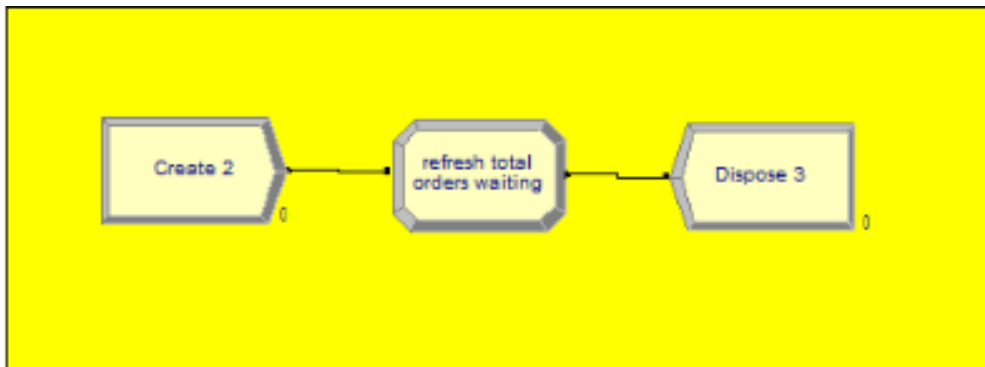 Create 2
0
refresh total
orders waiting
Dispose 3
0